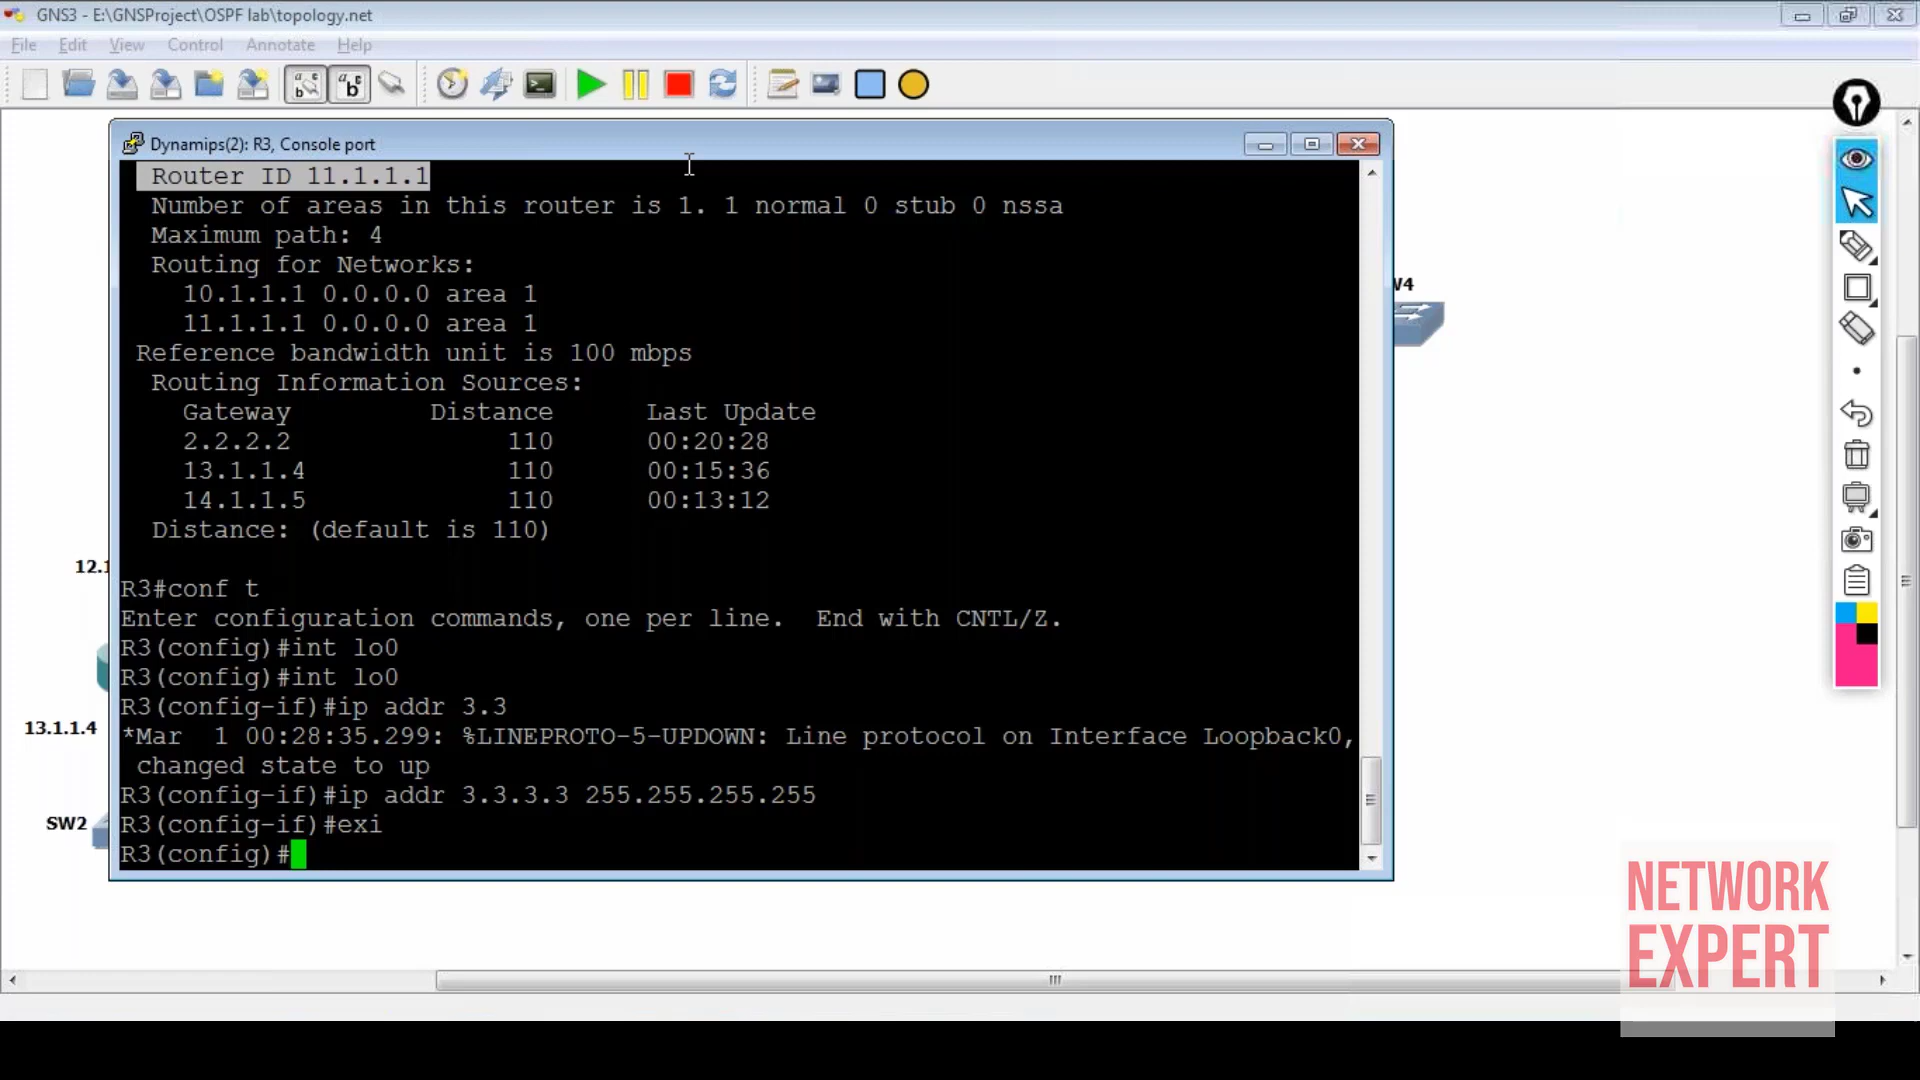 GNS3 - E:\GNSProject\OSPF lab\topology.net
File Edit View Control Annotate Help
Dynamips(2): R3, Console port
Router ID 11.1.1.1
Number of areas in this router is 1. 1 normal 0 stub 0 nssa
Maximum path: 4
Routing for Networks:
10.1.1.1 0.0.0.0 area 1
11.1.1.1 0.0.0.0 area 1
Reference bandwidth unit is 100 mbps
Routing Information Sources:
Gateway Distance Last Update
2.2.2.2 110 00:20:28
13.1.1.4 110 00:15:36
14.1.1.5 110 00:13:12
Distance: (default is 110)
R3#conf t
Enter configuration commands, one per line. End with CNTL/Z.
R3(config)#int lo0
R3(config)#int lo0
R3(config-if)#ip addr 3.3
*Mar 1 00:28:35.299: %LINEPROTO-5-UPDOWN: Line protocol on Interface Loopback0,
changed state to up
R3(config-if)#ip addr 3.3.3.3 255.255.255.255
R3(config-if)#exi
R3(config)#
12.1
13.1.1.4
SW2
NETWORK
EXPERT